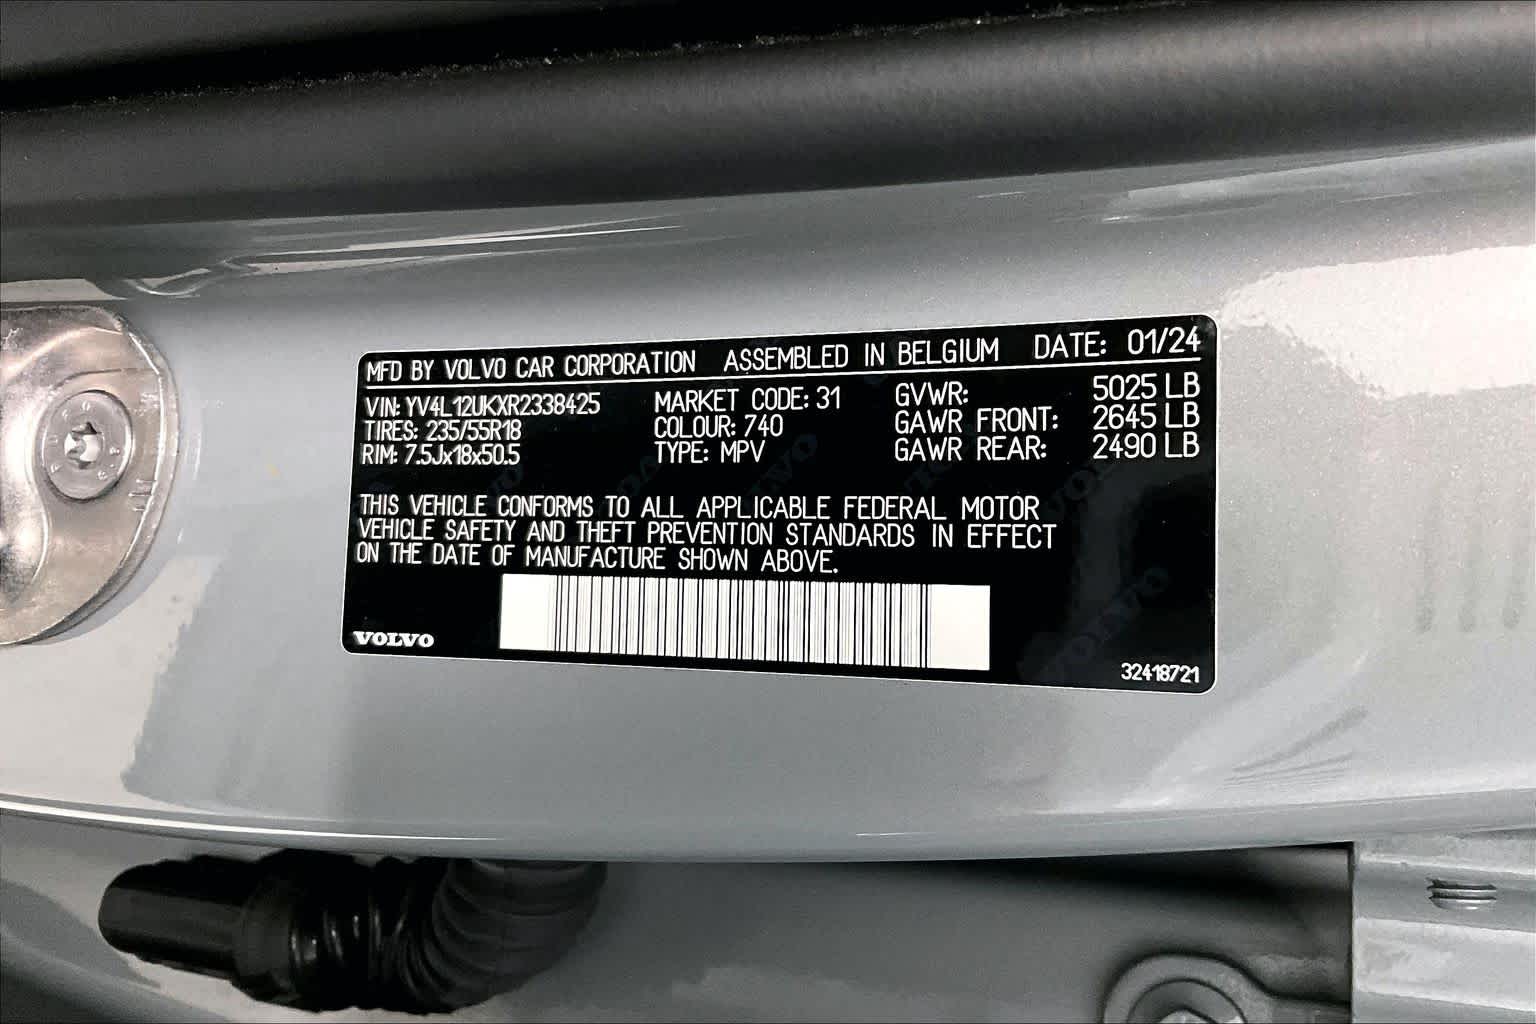 MFD BY VOLVO CAR CORPORATION ASSEMBLED IN BELGIUM DATE: 01/24
VIN: YV4L12UKXR2338425 MARKET CODE: 31 GVWR: 5025 LB
TIRES: 235/55R18 COLOUR: 740 GAWR FRONT: 2645 LB
RIM: 7.5Jx18x50.5 TYPE: MPV GAWR REAR: 2490 LB
THIS VEHICLE CONFORMS TO ALL APPLICABLE FEDERAL MOTOR
VEHICLE SAFETY AND THEFT PREVENTION STANDARDS IN EFFECT
ON THE DATE OF MANUFACTURE SHOWN ABOVE.
VOLVO
32418721